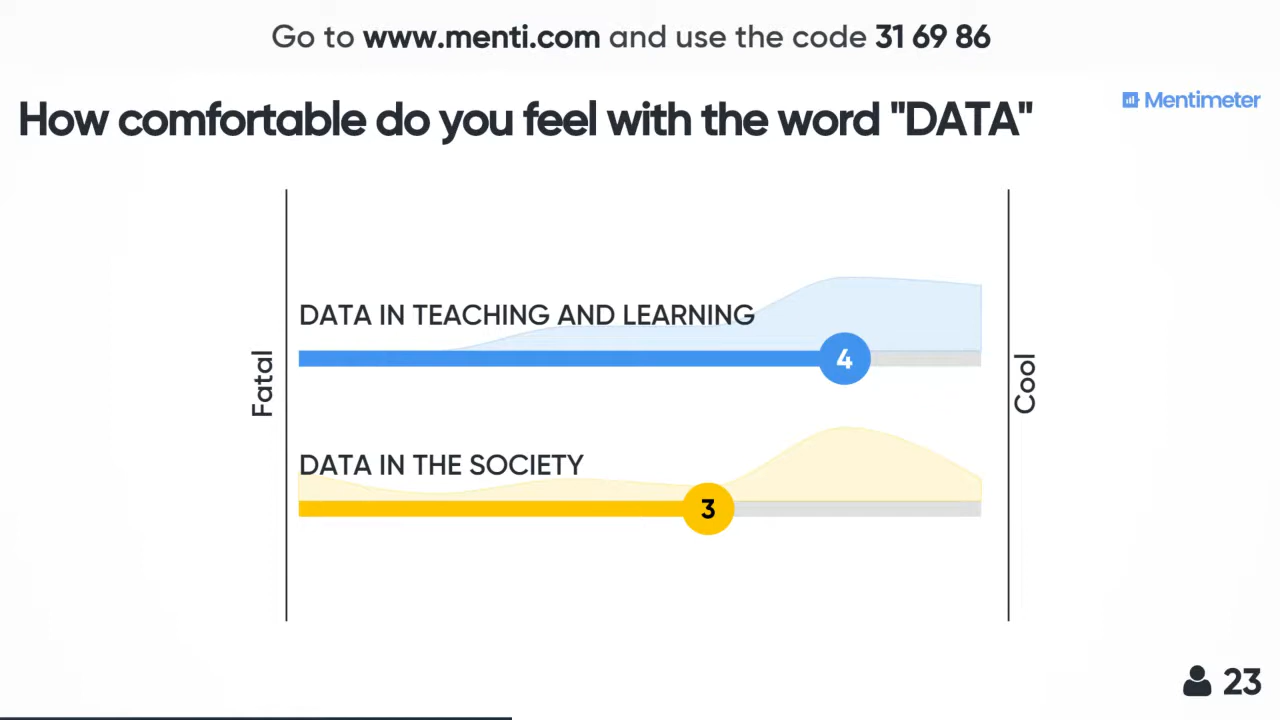 Go to www.menti.com and use the code 31 69 86
Mentimeter
How comfortable do you feel with the word "DATA"
DATA IN TEACHING AND LEARNING
4
Fatal
Cool
DATA IN THE SOCIETY
3
23